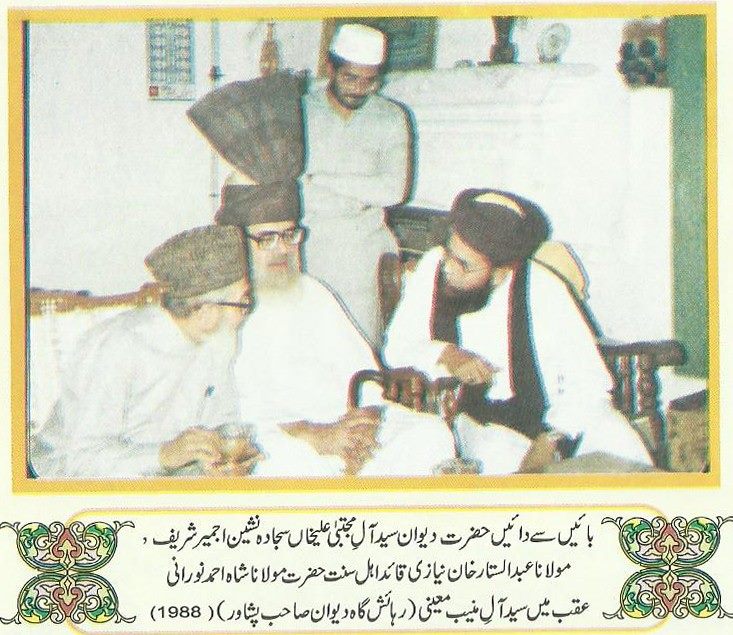 بائیں سے دائیں حضرت دیوان سید آلِ مجتبیٰ علیخاں سجادہ نشین اجمیر شریف ،
مولانا عبدالستار خان نیازی قائد اہل سنت حضرت مولانا شاہ احمد نورانی
عقب میں سید آلِ منیب معینی (رہائش گاہ دیوان صاحب پشاور) ( 1988 )